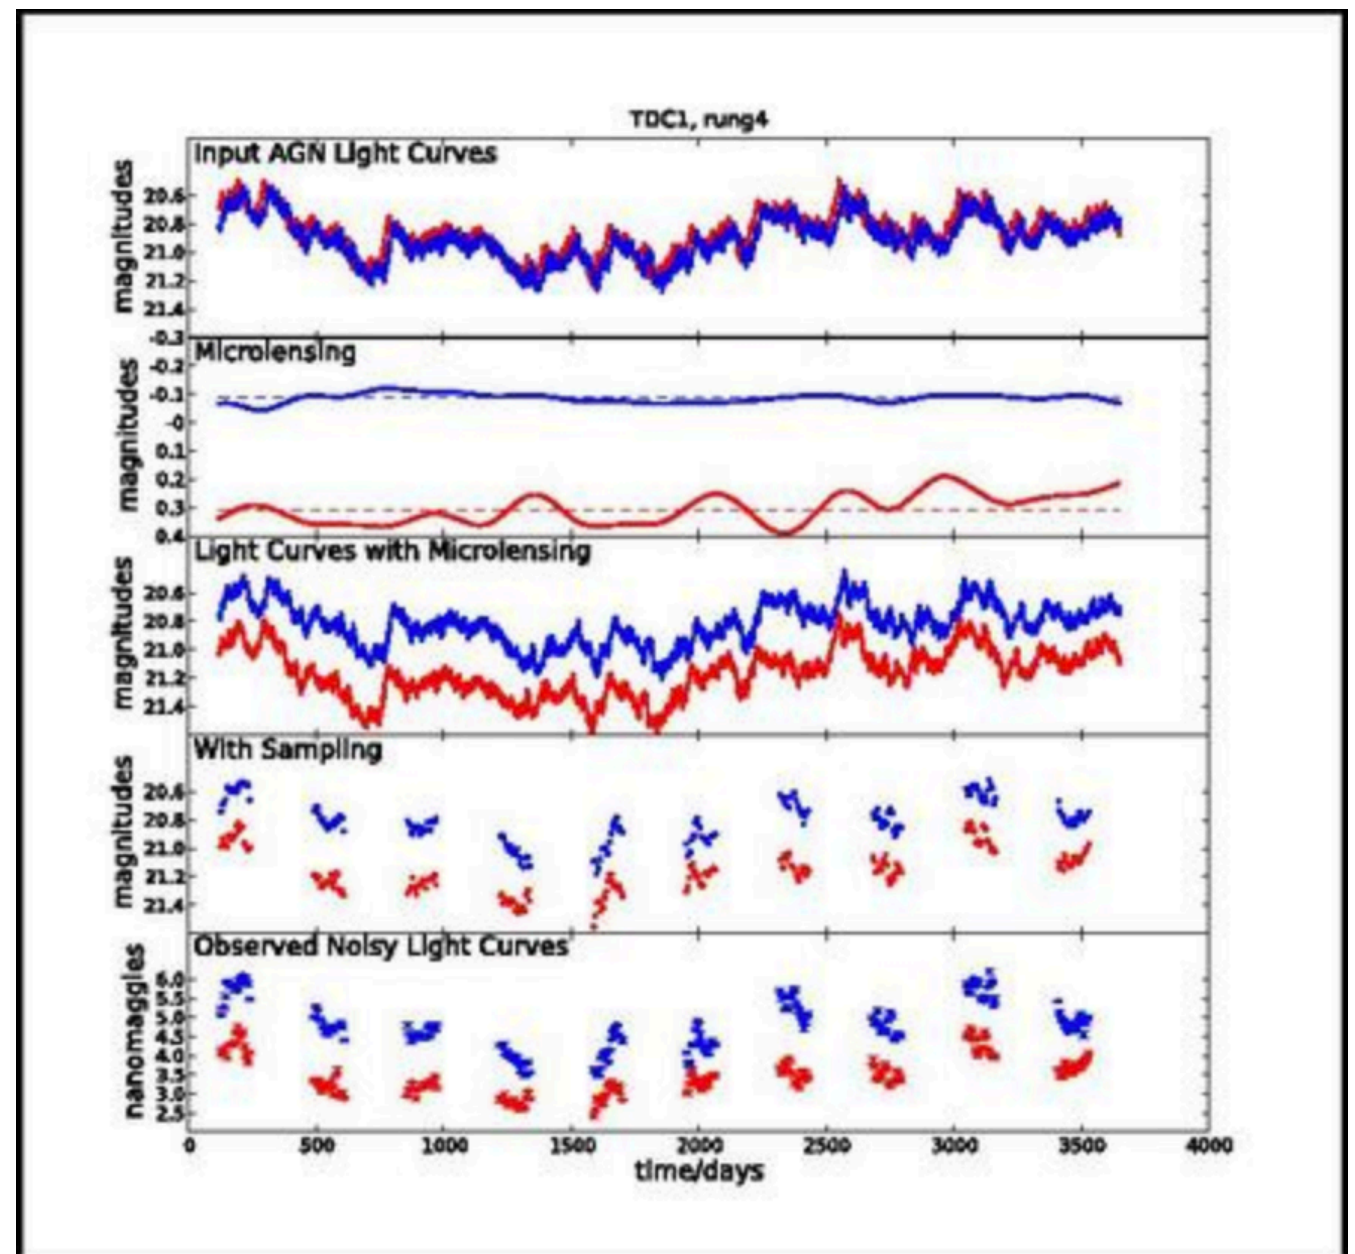 TDC1, rung4
Input AGN Light Curves
magnitudes
20.6
20.8
21.0
21.2
21.4
Microlensing
magnitudes
-0.3
-0.2
-0.1
-0
0.1
0.2
0.3
0.4
Light Curves with Microlensing
magnitudes
20.6
20.8
21.0
21.2
21.4
With Sampling
magnitudes
20.6
20.8
21.0
21.2
21.4
Observed Noisy Light Curves
nanomaggles
6.0
5.5
5.0
4.5
4.0
3.5
3.0
2.5
0 500 1000 1500 2000 2500 3000 3500 4000
time/days